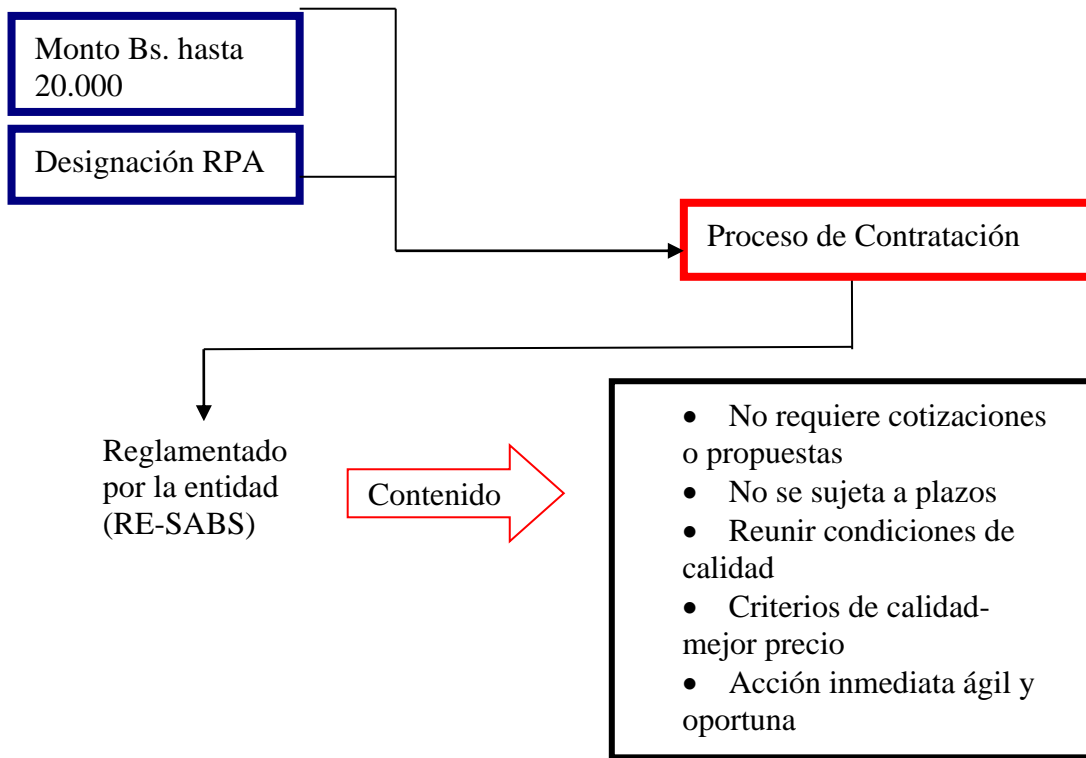 Monto Bs. hasta
20.000
Designación RPA
Proceso de Contratación
Reglamentado
por la entidad
(RE-SABS)
Contenido
• No requiere cotizaciones
o propuestas
• No se sujeta a plazos
• Reunir condiciones de
calidad
• Criterios de calidad-
mejor precio
• Acción inmediata ágil y
oportuna